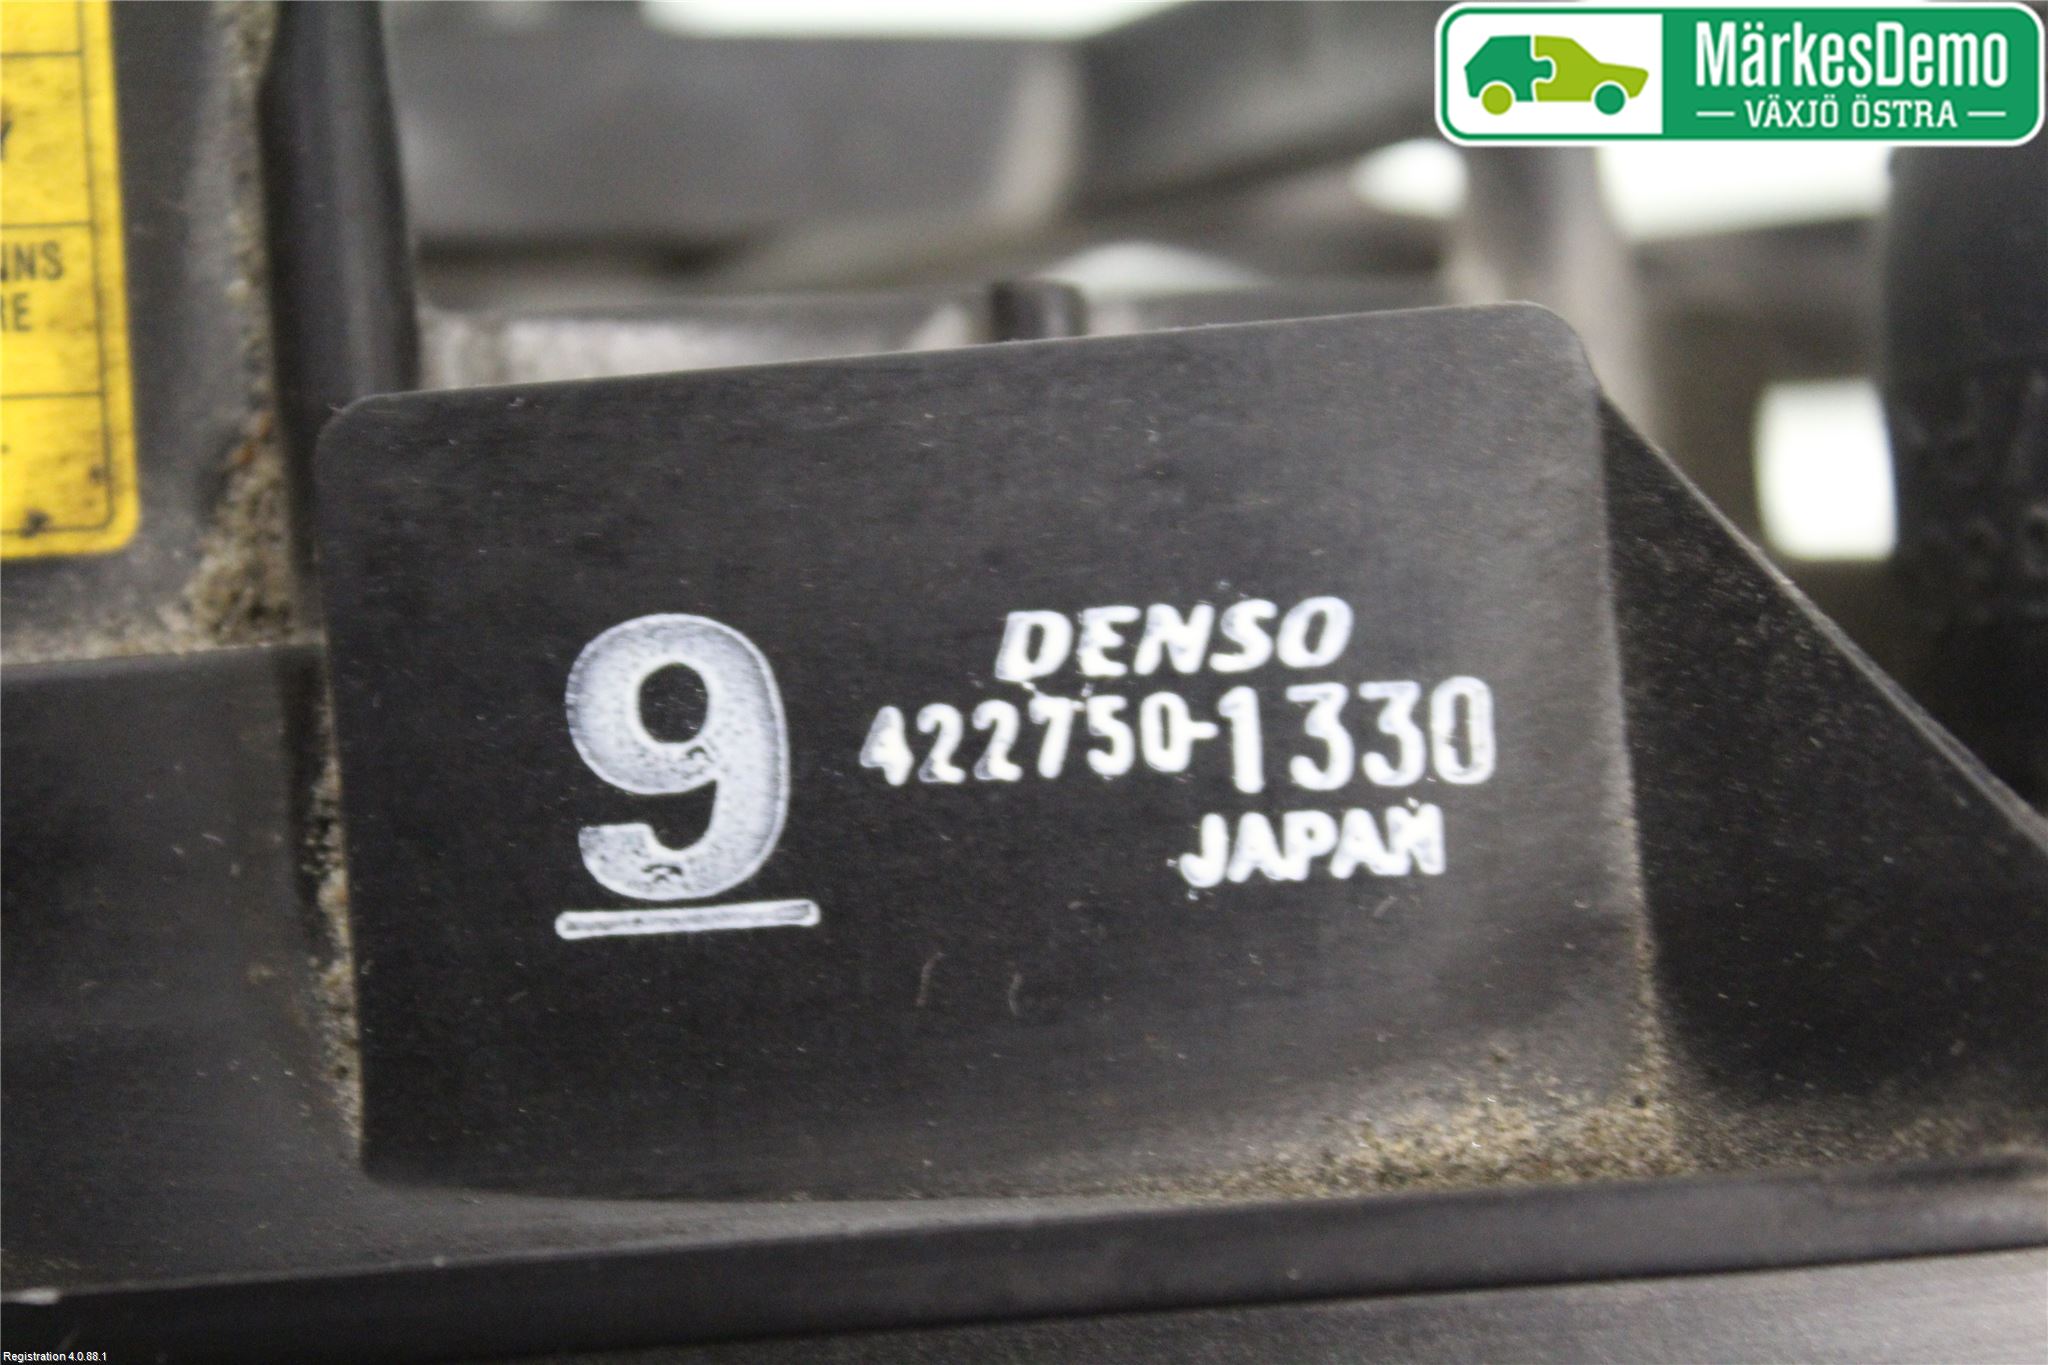 MärkesDemo
VÄXJÖ ÖSTRA
9
DENSO
422750-1330
JAPAN
Registration 4.0.88.1